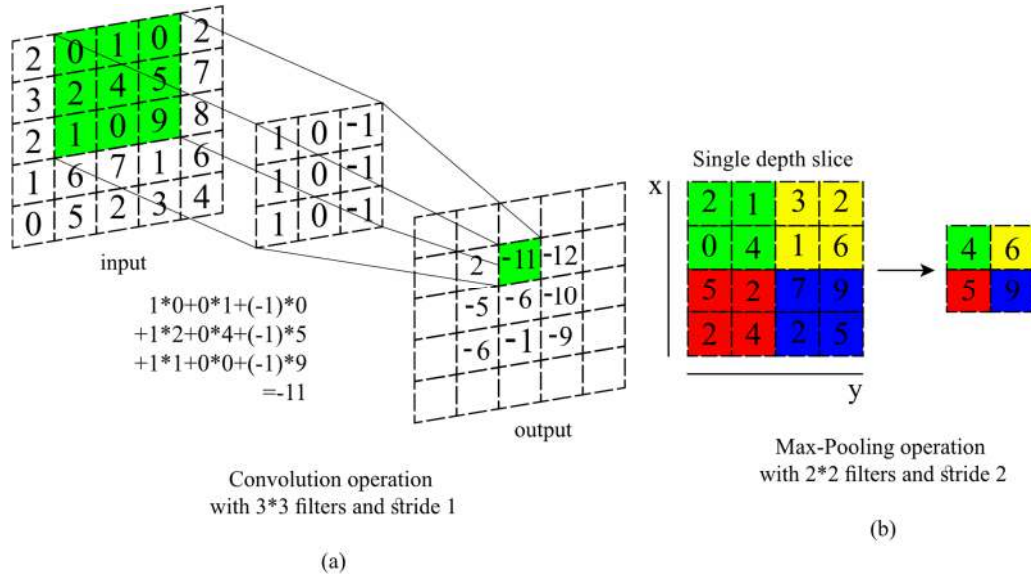 2 0 1 0 2
3 2 4 5 7
2 1 0 9 8
1 6 7 1 6
0 5 2 3 4
input
1 0 -1
1 0 -1
1 0 -1
1*0+0*1+(-1)*0
+1*2+0*4+(-1)*5
+1*1+0*0+(-1)*9
=-11
2 -11 -12
-5 -6 -10
-6 -1 -9
output
Convolution operation
with 3*3 filters and stride 1
(a)
Single depth slice
x
2 1 3 2
0 4 1 6
5 2 7 9
2 4 2 5
y
4 6
5 9
Max-Pooling operation
with 2*2 filters and stride 2
(b)